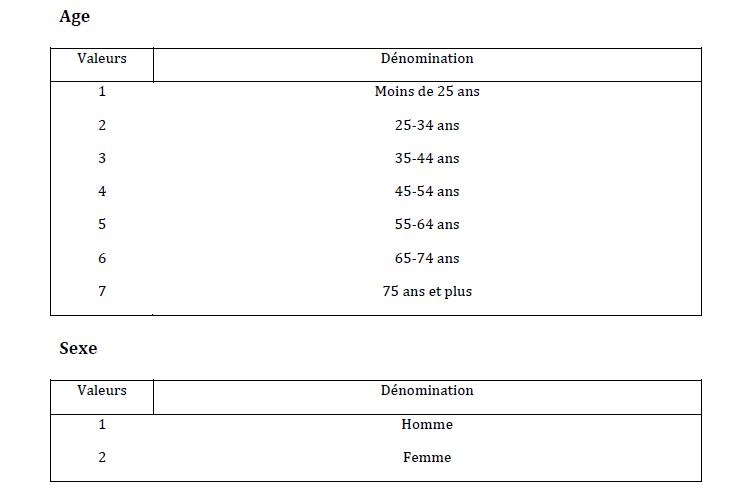 Age
Valeurs Dénomination
1 Moins de 25 ans
2 25-34 ans
3 35-44 ans
4 45-54 ans
5 55-64 ans
6 65-74 ans
7 75 ans et plus
Sexe
Valeurs Dénomination
1 Homme
2 Femme